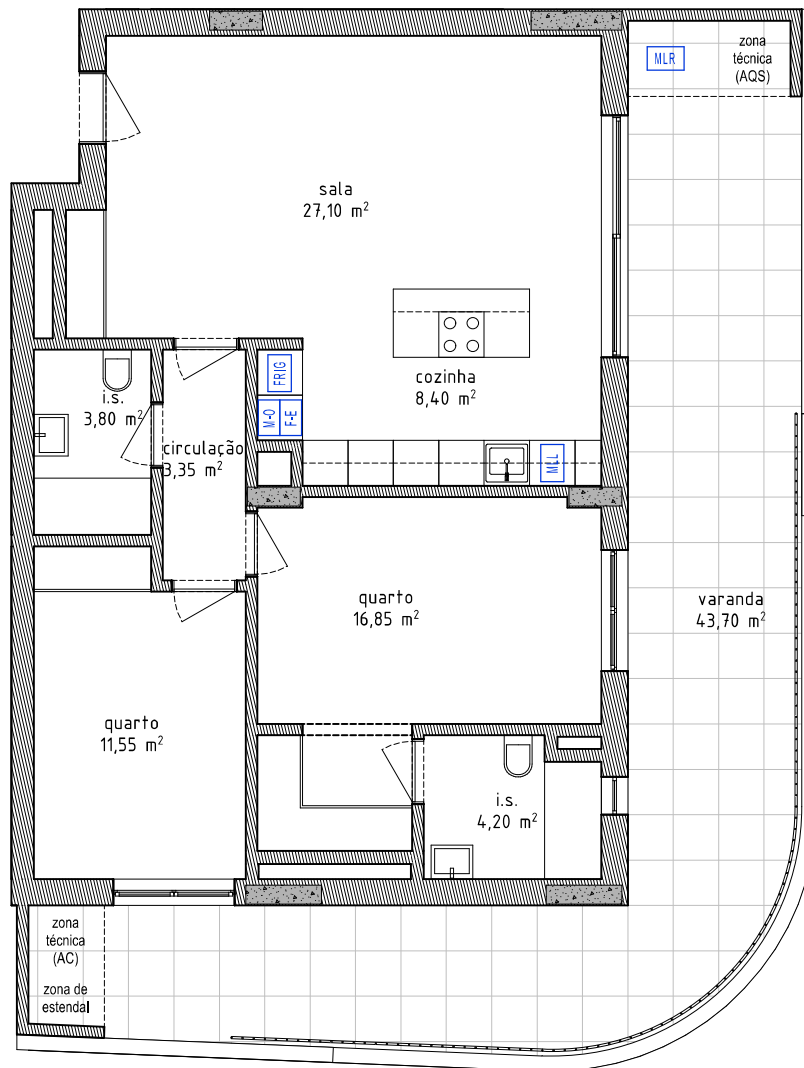 zona
técnica
(AQS)
MLR
sala
27,10 m²
FRIG
cozinha
8,40 m²
i.s.
3,80 m²
M-O
F-E
circulação
3,35 m²
MLL
quarto
16,85 m²
varanda
43,70 m²
quarto
11,55 m²
i.s.
4,20 m²
zona
técnica
(AC)
zona de
estendal